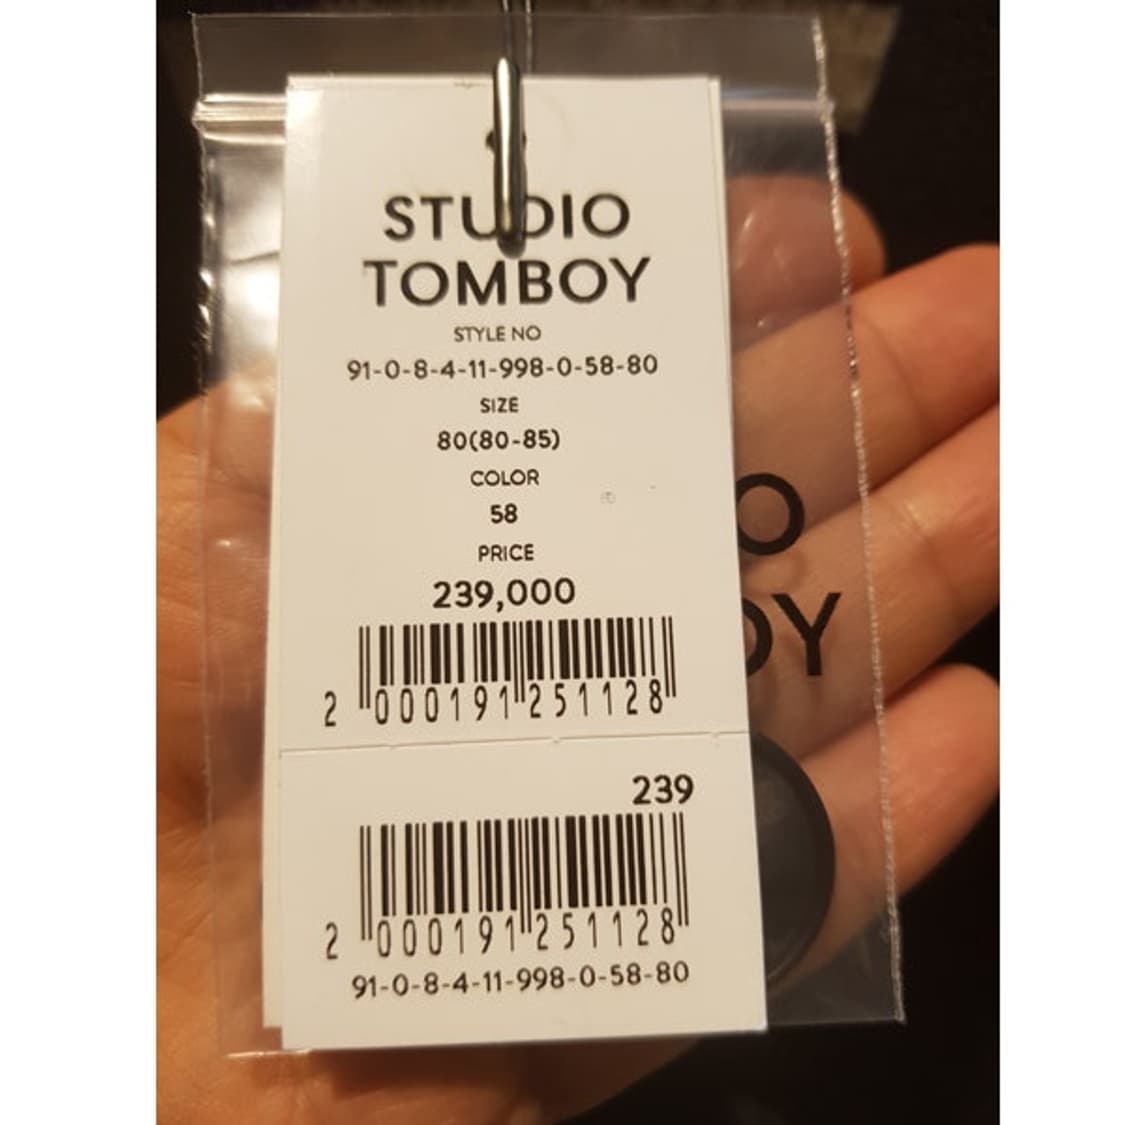 STUDIO
TOMBOY
STYLE NO
91-0-8-4-11-998-0-58-80
SIZE
80(80-85)
COLOR
58
PRICE
239,000
2 000191 251128
239
2 000191 251128
91-0-8-4-11-998-0-58-80
O
OY